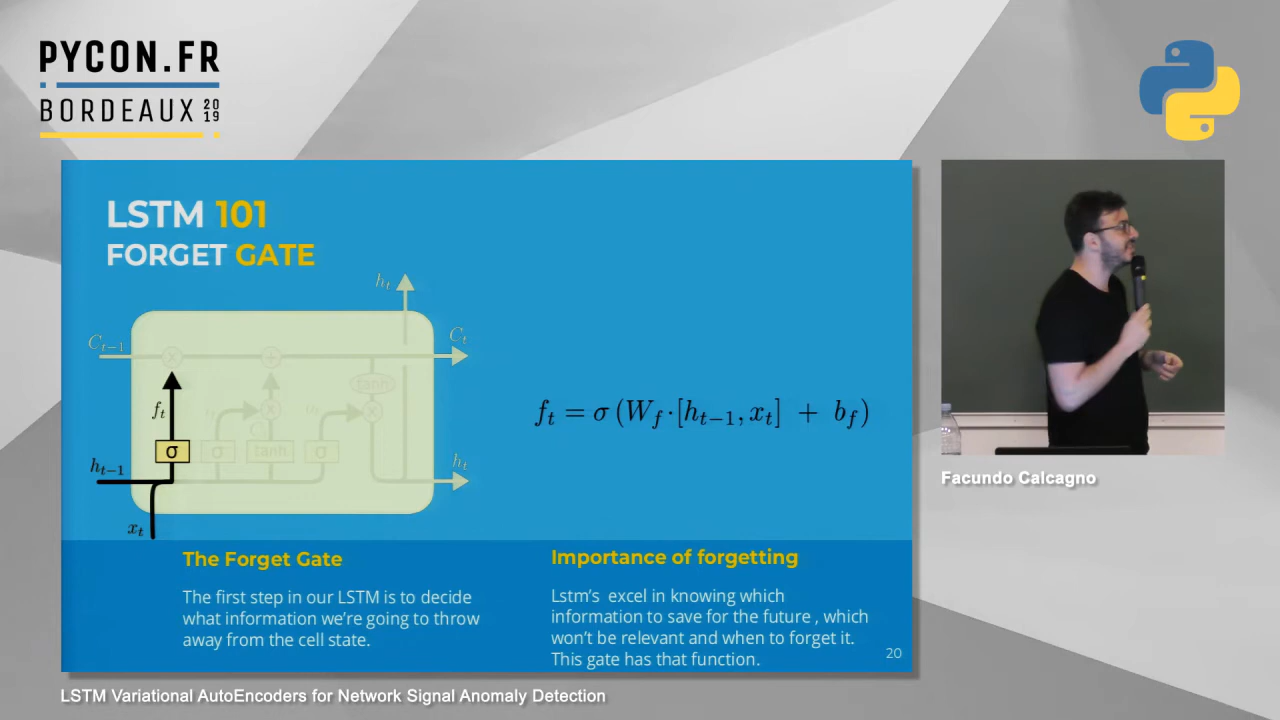 PYCON.FR
BORDEAUX 2019
LSTM 101
FORGET GATE
h_t
C_{t-1}
C_t
f_t
tanh
f_t = σ (W_f · [h_{t-1}, x_t] + b_f)
σ
σ
tanh
σ
h_{t-1}
h_t
x_t
The Forget Gate
The first step in our LSTM is to decide
what information we’re going to throw
away from the cell state.
Importance of forgetting
Lstm’s excel in knowing which
information to save for the future , which
won’t be relevant and when to forget it.
This gate has that function.
20
Facundo Calcagno
LSTM Variational AutoEncoders for Network Signal Anomaly Detection